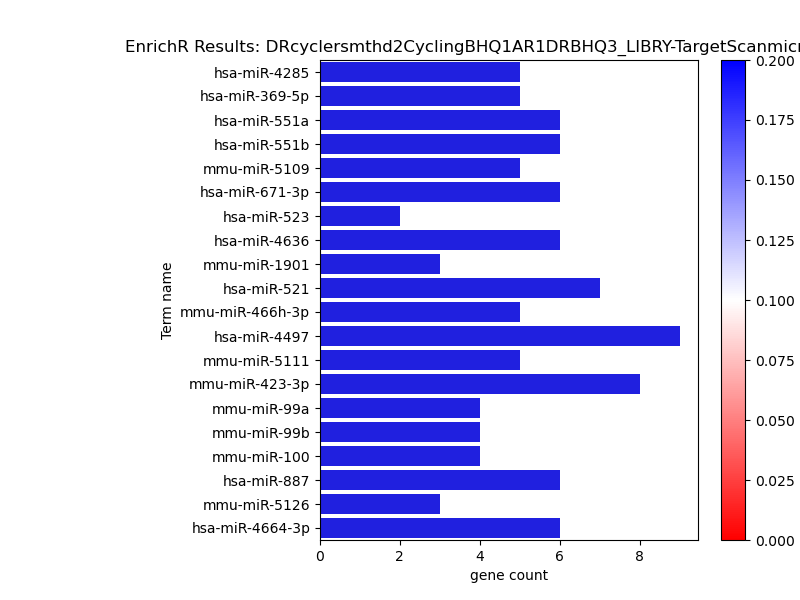 EnrichR Results: DRcyclersmthd2CyclingBHQ1AR1DRBHQ3_LIBRY-TargetScanmicr
hsa-miR-4285
hsa-miR-369-5p
hsa-miR-551a
hsa-miR-551b
mmu-miR-5109
hsa-miR-671-3p
hsa-miR-523
hsa-miR-4636
mmu-miR-1901
hsa-miR-521
mmu-miR-466h-3p
hsa-miR-4497
mmu-miR-5111
mmu-miR-423-3p
mmu-miR-99a
mmu-miR-99b
mmu-miR-100
hsa-miR-887
mmu-miR-5126
hsa-miR-4664-3p
Term name
0 2 4 6 8
gene count
0.200
0.175
0.150
0.125
0.100
0.075
0.050
0.025
0.000